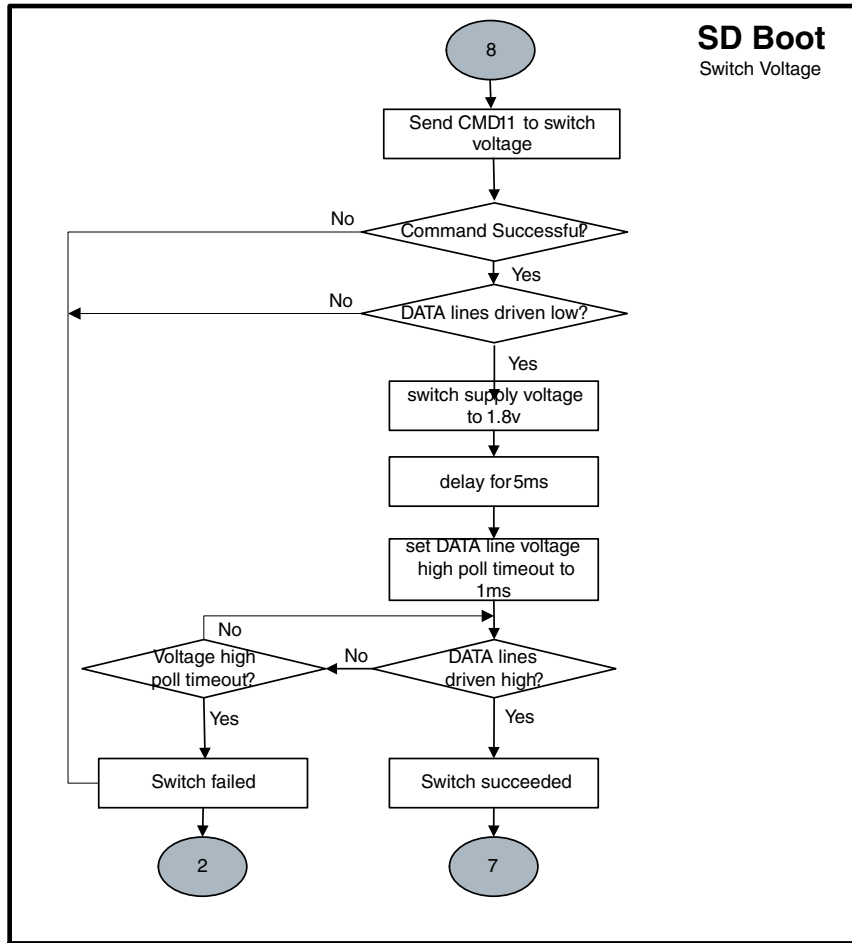 SD Boot
Switch Voltage
8
Send CMD11 to switch
voltage
Command Successful?
No
Yes
DATA lines driven low?
No
Yes
switch supply voltage
to 1.8v
delay for 5ms
set DATA line voltage
high poll timeout to
1ms
No
Voltage high
poll timeout?
No
DATA lines
driven high?
Yes
Yes
Switch failed
Switch succeeded
2
7